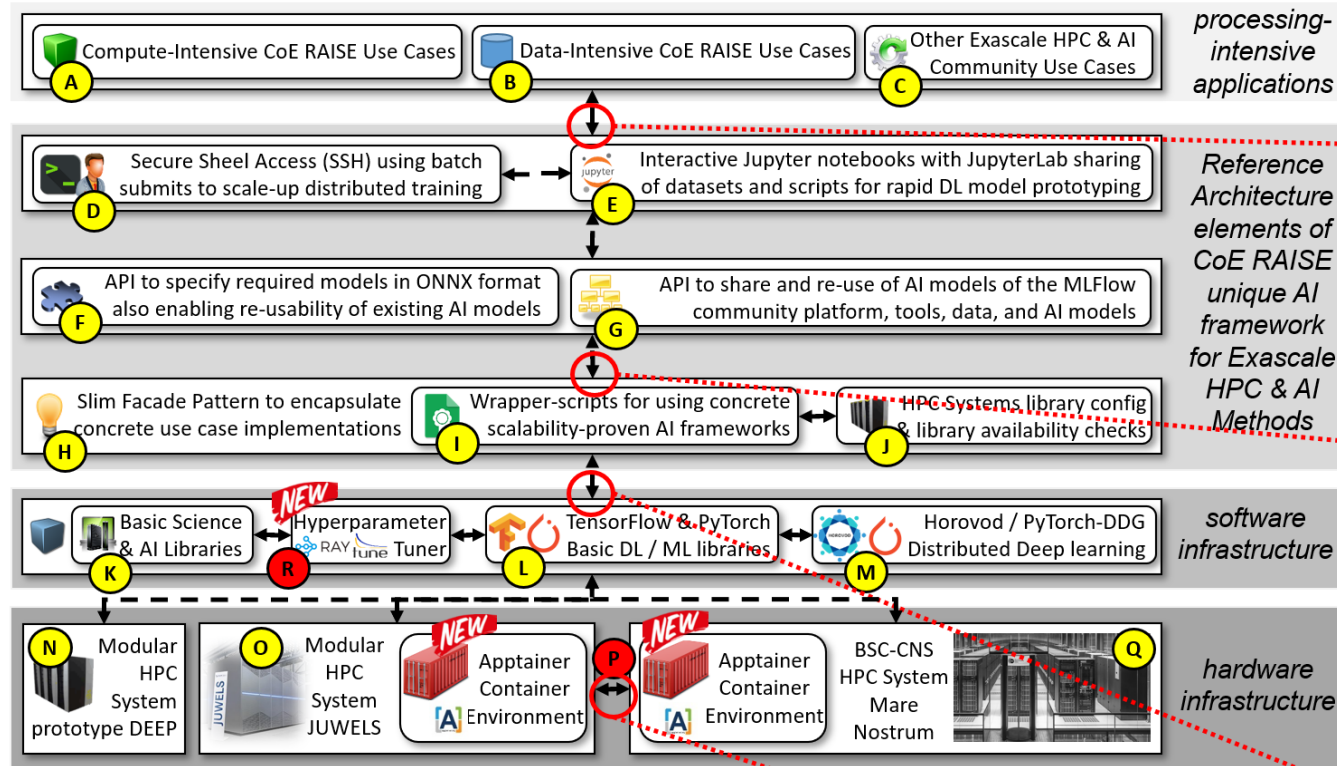 processing-
intensive
applications
Compute-Intensive CoE RAISE Use Cases
A
Data-Intensive CoE RAISE Use Cases
B
Other Exascale HPC & AI
Community Use Cases
C
Reference
Architecture
elements of
CoE RAISE
unique AI
framework
for Exascale
HPC & AI
Methods
Secure Sheel Access (SSH) using batch
submits to scale-up distributed training
D
jupyter
Interactive Jupyter notebooks with JupyterLab sharing
of datasets and scripts for rapid DL model prototyping
E
API to specify required models in ONNX format
also enabling re-usability of existing AI models
F
API to share and re-use of AI models of the MLFlow
community platform, tools, data, and AI models
G
Slim Facade Pattern to encapsulate
concrete use case implementations
H
Wrapper-scripts for using concrete
scalability-proven AI frameworks
I
HPC Systems library config
& library availability checks
J
software
infrastructure
Basic Science
& AI Libraries
K
NEW
Hyperparameter
RAY tune Tuner
R
TensorFlow & PyTorch
Basic DL / ML libraries
L
HOROVOD
Horovod / PyTorch-DDG
Distributed Deep learning
M
hardware
infrastructure
N
Modular
HPC
System
prototype DEEP
O
JUWELS
Modular
HPC
System
JUWELS
NEW
Apptainer
Container
[A] Environment
P
NEW
Apptainer
Container
[A] Environment
BSC-CNS
HPC System
Mare
Nostrum
Q